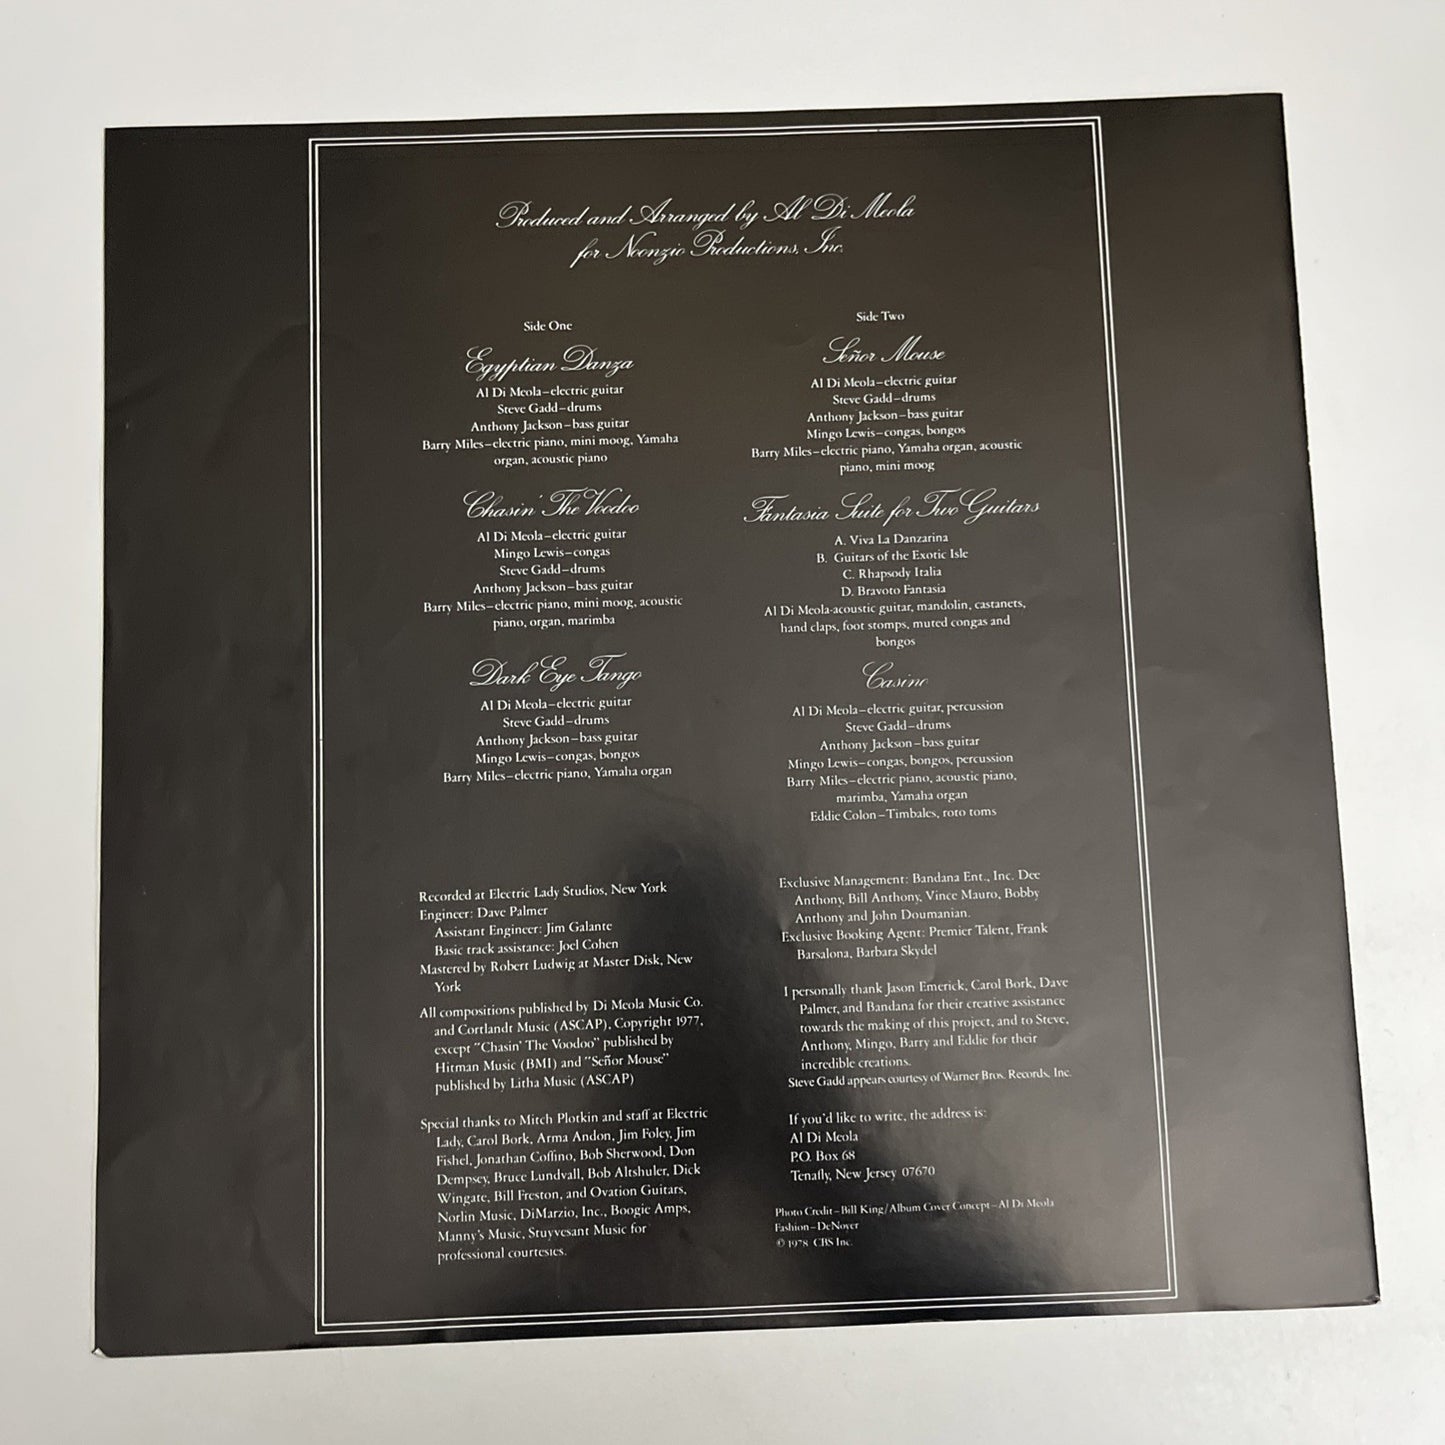 Produced and Arranged by Al Di Meola
for Noonzio Productions, Inc.
Side One
Egyptian Danza
Al Di Meola–electric guitar
Steve Gadd–drums
Anthony Jackson–bass guitar
Barry Miles–electric piano, mini moog, Yamaha
organ, acoustic piano
Chasin' The Voodoo
Al Di Meola–electric guitar
Mingo Lewis–congas
Steve Gadd–drums
Anthony Jackson–bass guitar
Barry Miles–electric piano, mini moog, acoustic
piano, organ, marimba
Dark Eye Tango
Al Di Meola–electric guitar
Steve Gadd–drums
Anthony Jackson–bass guitar
Mingo Lewis–congas, bongos
Barry Miles–electric piano, Yamaha organ
Side Two
Señor Mouse
Al Di Meola–electric guitar
Steve Gadd–drums
Anthony Jackson–bass guitar
Mingo Lewis–congas, bongos
Barry Miles–electric piano, Yamaha organ, acoustic
piano, mini moog
Fantasia Suite for Two Guitars
A. Viva La Danzarina
B. Guitars of the Exotic Isle
C. Rhapsody Italia
D. Bravoto Fantasia
Al Di Meola-acoustic guitar, mandolin, castanets,
hand claps, foot stomps, muted congas and
bongos
Casino
Al Di Meola–electric guitar, percussion
Steve Gadd–drums
Anthony Jackson–bass guitar
Mingo Lewis–congas, bongos, percussion
Barry Miles–electric piano, acoustic piano,
marimba, Yamaha organ
Eddie Colon–Timbales, roto toms
Recorded at Electric Lady Studios, New York
Engineer: Dave Palmer
Assistant Engineer: Jim Galante
Basic track assistance: Joel Cohen
Mastered by Robert Ludwig at Master Disk, New
York
All compositions published by Di Meola Music Co.
and Cortlandt Music (ASCAP), Copyright 1977,
except "Chasin' The Voodoo" published by
Hitman Music (BMI) and "Señor Mouse"
published by Litha Music (ASCAP)
Special thanks to Mitch Plotkin and staff at Electric
Lady, Carol Bork, Arma Andon, Jim Foley, Jim
Fishel, Jonathan Coffino, Bob Sherwood, Don
Dempsey, Bruce Lundvall, Bob Altshuler, Dick
Wingate, Bill Freston, and Ovation Guitars,
Norlin Music, DiMarzio, Inc., Boogie Amps,
Manny's Music, Stuyvesant Music for
professional courtesies.
Exclusive Management: Bandana Ent., Inc. Dee
Anthony, Bill Anthony, Vince Mauro, Bobby
Anthony and John Doumanian.
Exclusive Booking Agent: Premier Talent, Frank
Barsalona, Barbara Skydel
I personally thank Jason Emerick, Carol Bork, Dave
Palmer, and Bandana for their creative assistance
towards the making of this project, and to Steve,
Anthony, Mingo, Barry and Eddie for their
incredible creations.
Steve Gadd appears courtesy of Warner Bros. Records, Inc.
If you'd like to write, the address is:
Al Di Meola
P.O. Box 68
Tenafly, New Jersey 07670
Photo Credit–Bill King/Album Cover Concept–Al Di Meola
Fashion–DeNoyer
© 1978 CBS Inc.